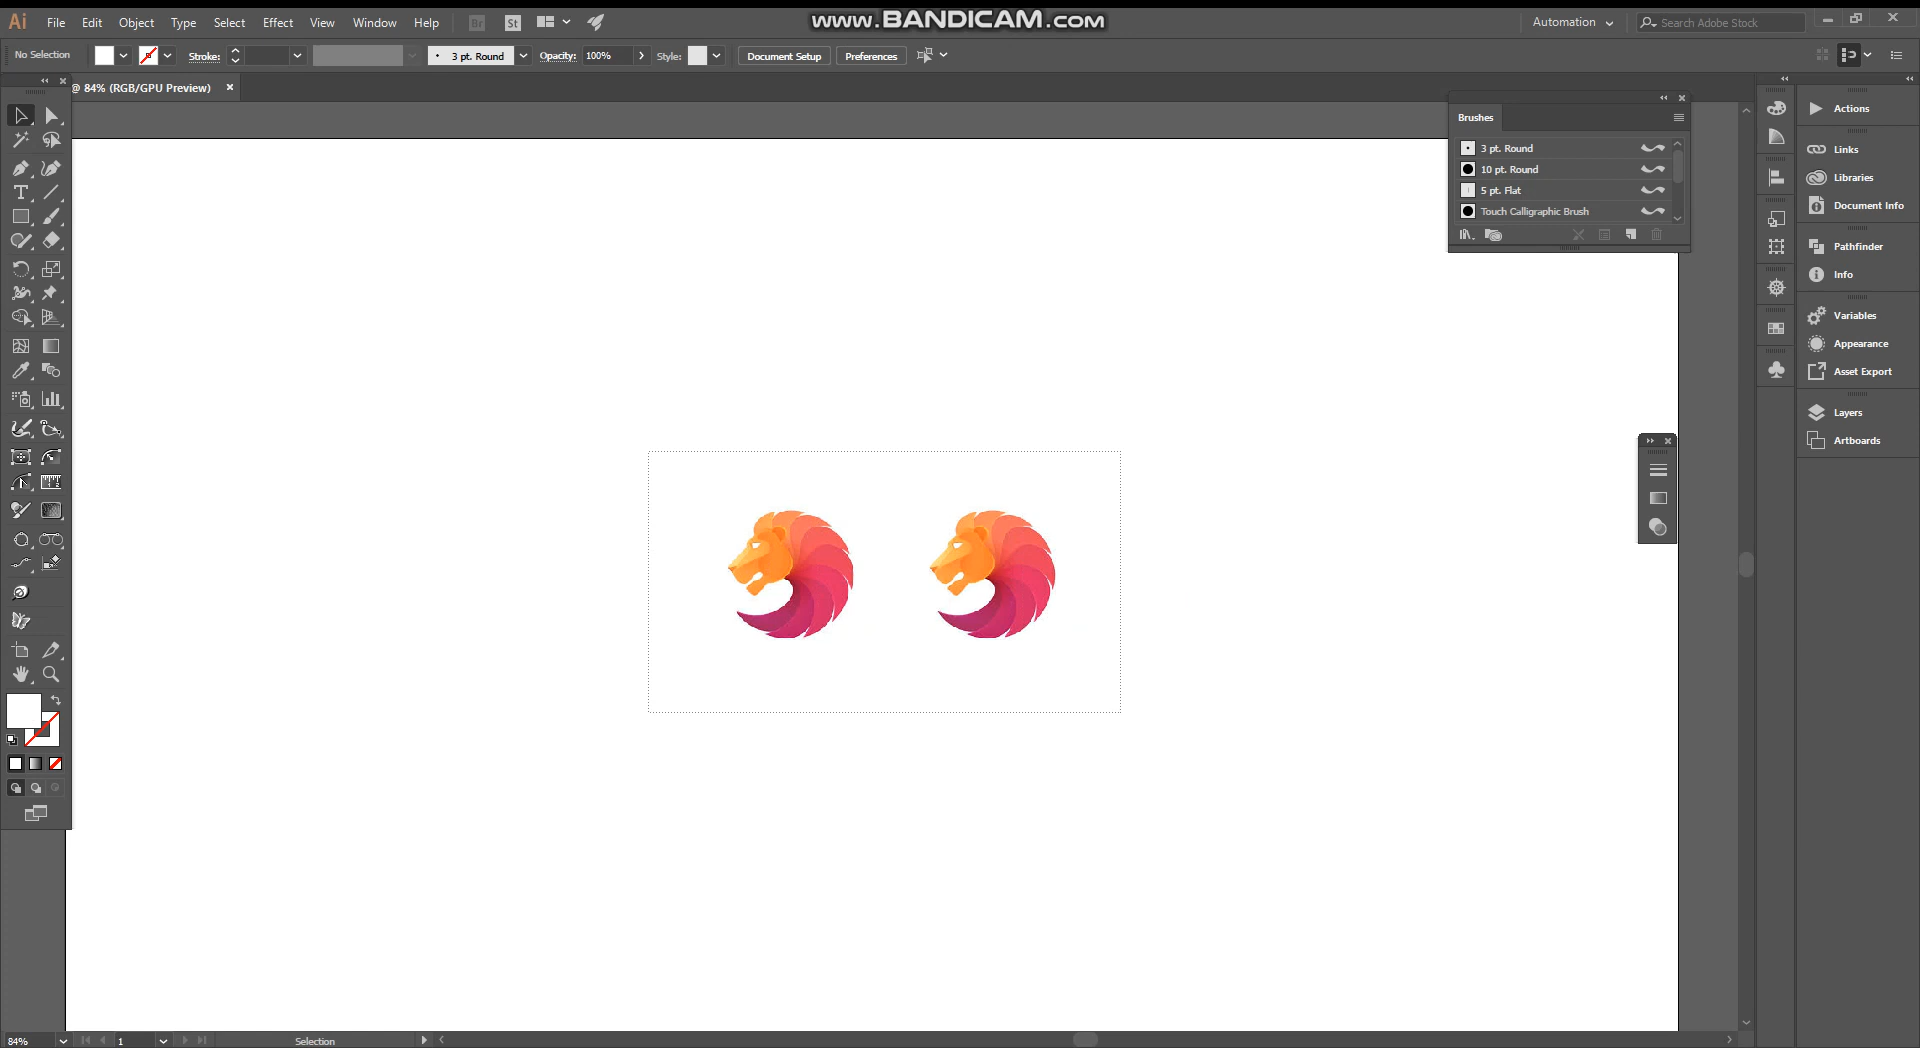 www.BANDICAM.com
Ai File Edit Object Type Select Effect View Window Help Br St Automation Search Adobe Stock
No Selection Stroke: 3 pt. Round Opacity: 100% Style: Document Setup Preferences
@ 84% (RGB/GPU Preview)
Brushes
3 pt. Round
10 pt. Round
5 pt. Flat
Touch Calligraphic Brush
Actions
Links
Libraries
Document Info
Pathfinder
Info
Variables
Appearance
Asset Export
Layers
Artboards
84% 1 Selection